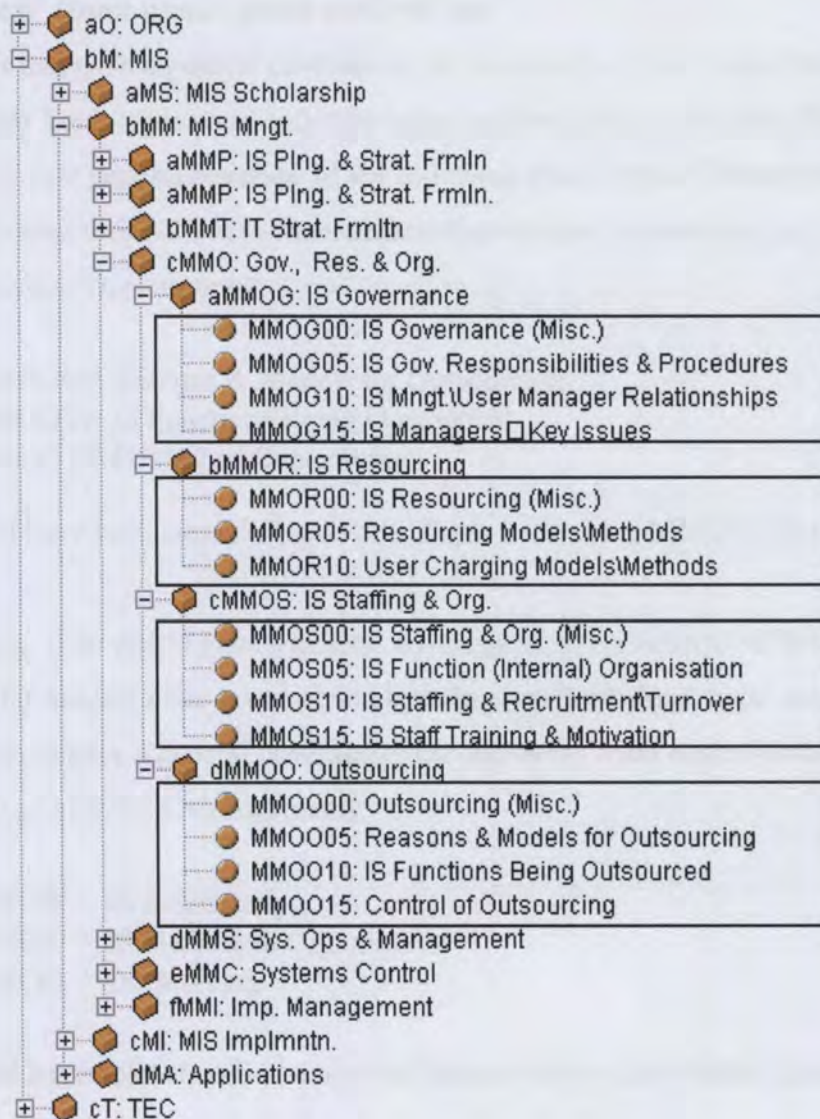 aO: ORG
bM: MIS
aMS: MIS Scholarship
bMM: MIS Mngt.
aMMP: IS Plng. & Strat. Frmln
aMMP: IS Plng. & Strat. Frmln.
bMMT: IT Strat. Frmltn
cMMO: Gov., Res. & Org.
aMMOG: IS Governance
MMOG00: IS Governance (Misc.)
MMOG05: IS Gov. Responsibilities & Procedures
MMOG10: IS Mngt.\User Manager Relationships
MMOG15: IS Managers□Key Issues
bMMOR: IS Resourcing
MMOR00: IS Resourcing (Misc.)
MMOR05: Resourcing Models\Methods
MMOR10: User Charging Models\Methods
cMMOS: IS Staffing & Org.
MMOS00: IS Staffing & Org. (Misc.)
MMOS05: IS Function (Internal) Organisation
MMOS10: IS Staffing & Recruitment\Turnover
MMOS15: IS Staff Training & Motivation
dMMOO: Outsourcing
MMOO00: Outsourcing (Misc.)
MMOO05: Reasons & Models for Outsourcing
MMOO10: IS Functions Being Outsourced
MMOO15: Control of Outsourcing
dMMS: Sys. Ops & Management
eMMC: Systems Control
fMMI: Imp. Management
cMI: MIS Implmntn.
dMA: Applications
cT: TEC